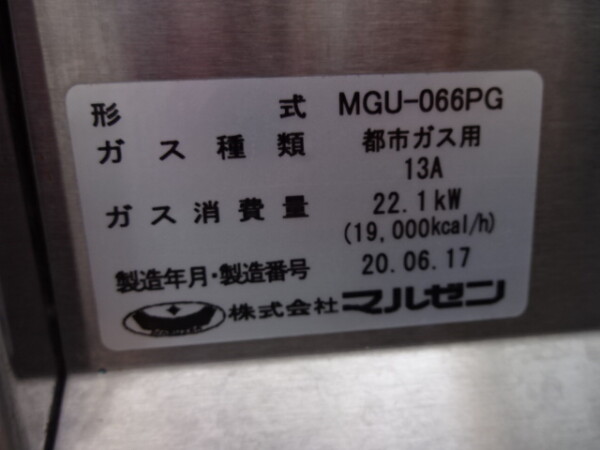 形式 MGU-066PG
ガス種類 都市ガス用
13A
ガス消費量 22.1kW
(19,000kcal/h)
製造年月・製造番号 20.06.17
株式会社マルゼン